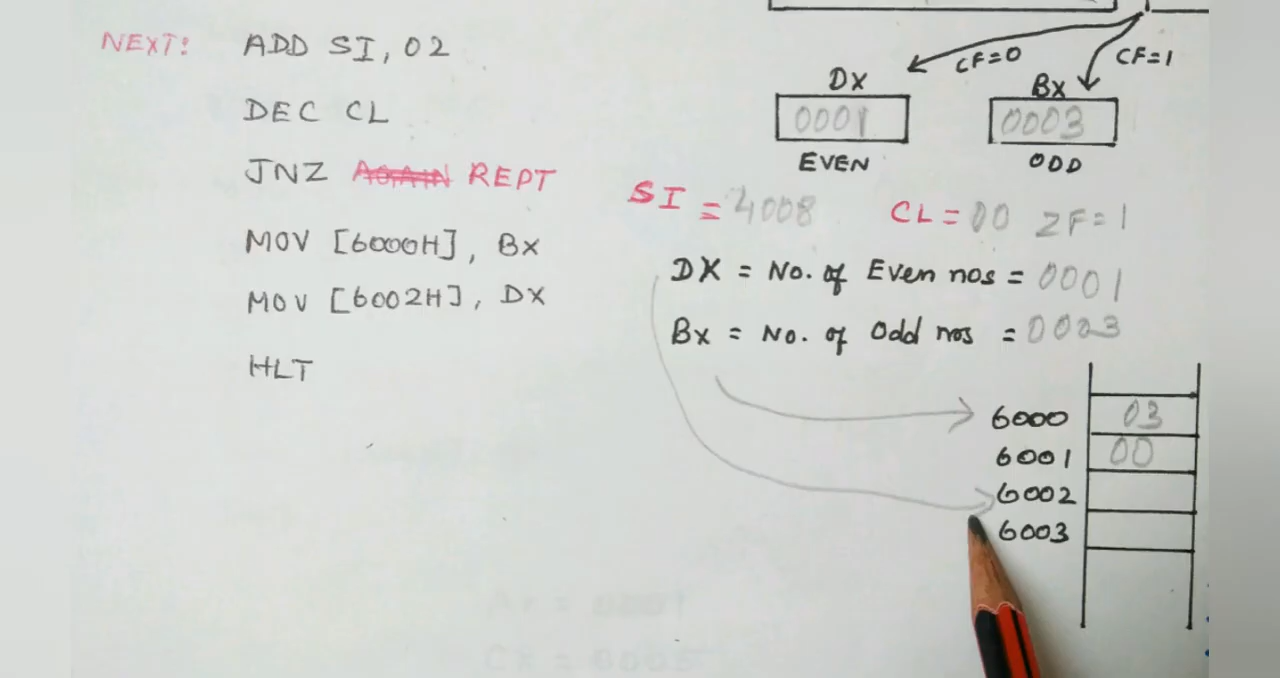 NEXT: ADD SI, 02
DEC CL
JNZ REPT
MOV [6000H], BX
MOV [6002H], DX
HLT
CF=0
CF=1
DX
BX
0001
0003
EVEN
ODD
SI = 4008 CL = 00 ZF = 1
DX = No. of Even nos = 0001
BX = No. of Odd nos = 0003
6000 03
6001 00
6002
6003